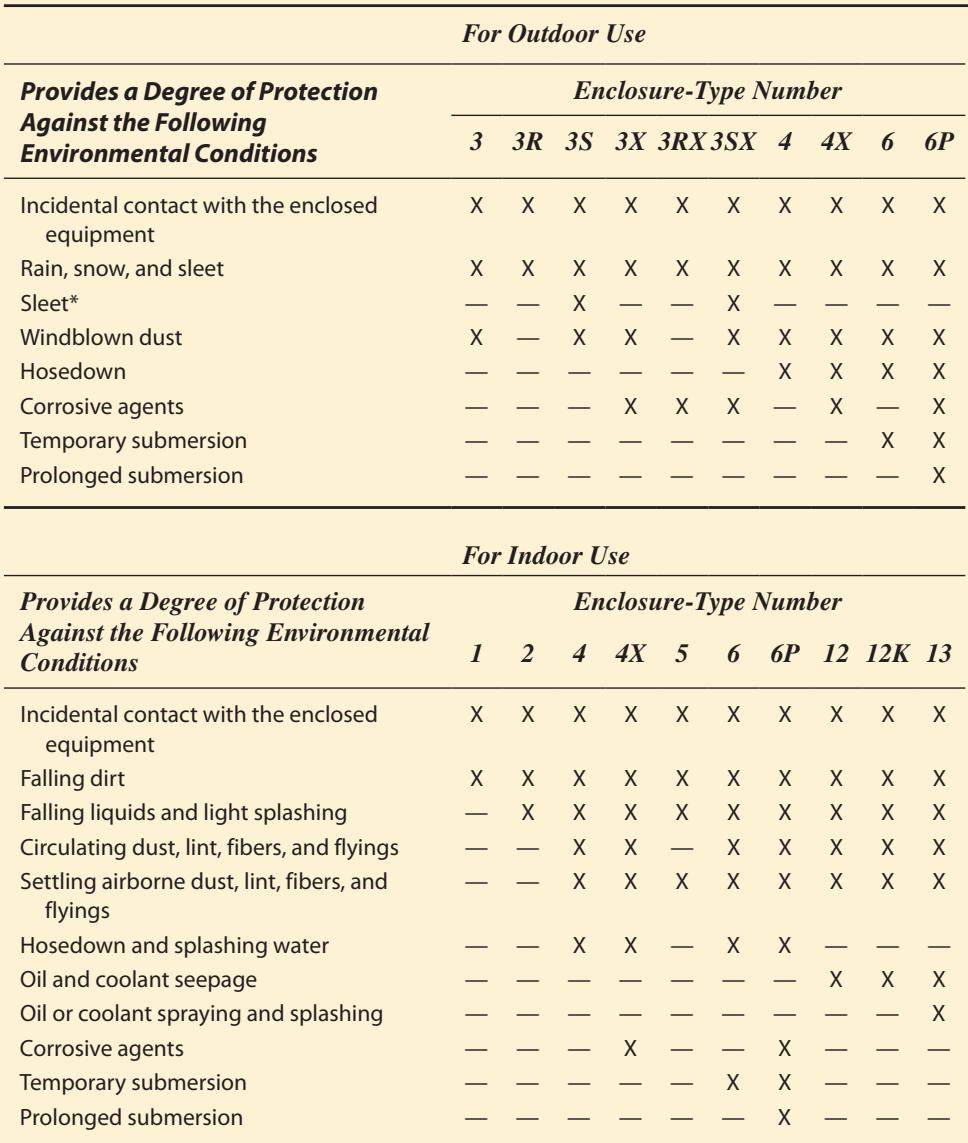 For Outdoor Use
Provides a Degree of Protection
Against the Following
Environmental Conditions
Enclosure-Type Number
3 3R 3S 3X 3RX 3SX 4 4X 6 6P
Incidental contact with the enclosed
equipment
X X X X X X X X X X
Rain, snow, and sleet X X X X X X X X X X
Sleet* — — X — — X — — — —
Windblown dust X — X X — X X X X X
Hosedown — — — — — — X X X X
Corrosive agents — — — X X X — X — X
Temporary submersion — — — — — — — — X X
Prolonged submersion — — — — — — — — — X
For Indoor Use
Provides a Degree of Protection
Against the Following Environmental
Conditions
Enclosure-Type Number
1 2 4 4X 5 6 6P 12 12K 13
Incidental contact with the enclosed
equipment
X X X X X X X X X X
Falling dirt X X X X X X X X X X
Falling liquids and light splashing — X X X X X X X X X
Circulating dust, lint, fibers, and flyings — — X X — X X X X X
Settling airborne dust, lint, fibers, and
flyings
— — X X X X X X X X
Hosedown and splashing water — — X X — X X — — —
Oil and coolant seepage — — — — — — — X X X
Oil or coolant spraying and splashing — — — — — — — — — X
Corrosive agents — — — X — — X — — —
Temporary submersion — — — — — X X — — —
Prolonged submersion — — — — — — X — — —